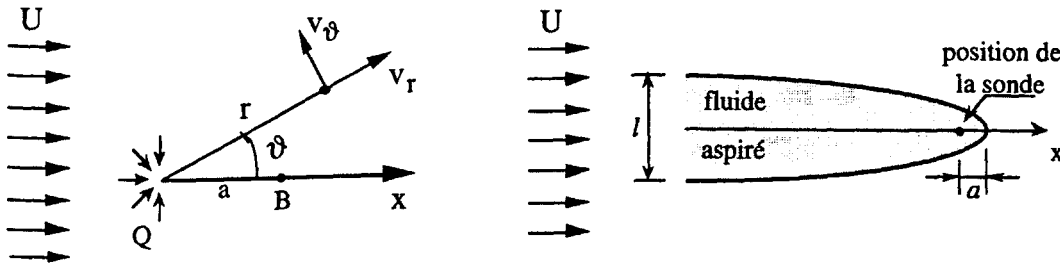 U
v_ϑ
v_r
r
ϑ
a
B
x
Q
U
position de
la sonde
fluide
l
aspiré
x
a